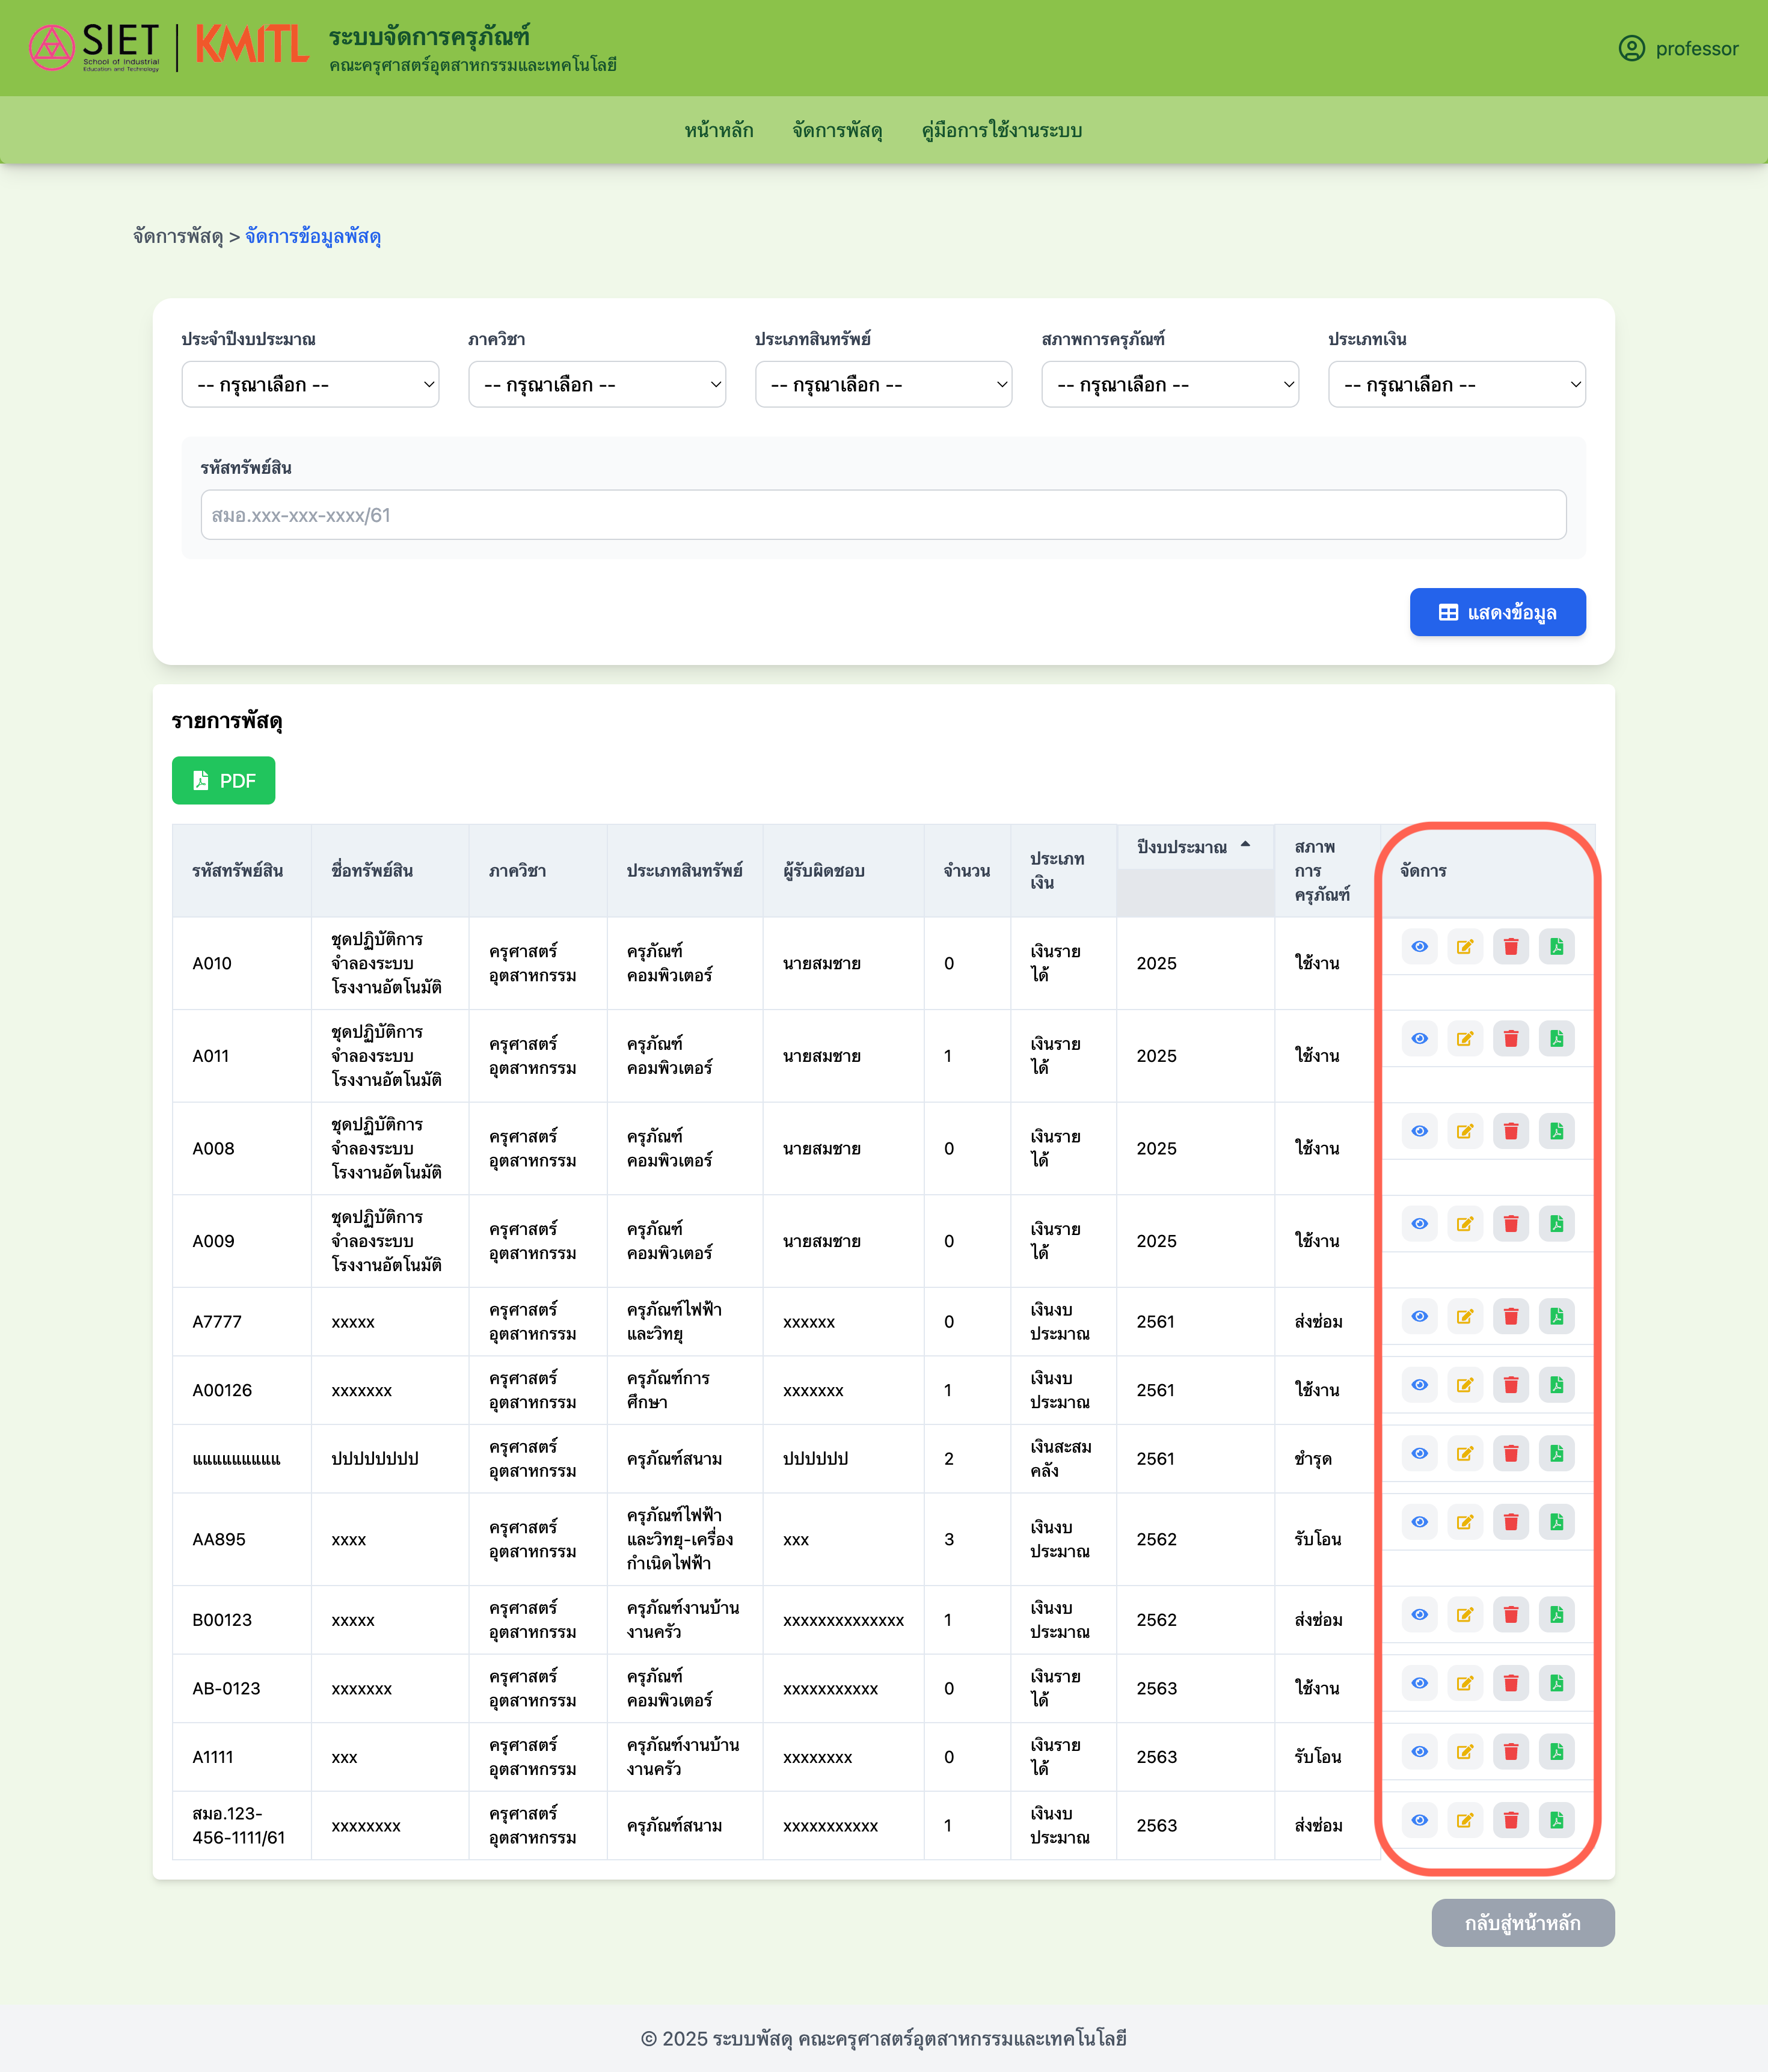 SIET
School of Industrial
Education and Technology
KMITL
ระบบจัดการครุภัณฑ์
คณะครุศาสตร์อุตสาหกรรมและเทคโนโลยี
professor
หน้าหลัก จัดการพัสดุ คู่มือการใช้งานระบบ
จัดการพัสดุ > จัดการข้อมูลพัสดุ
ประจำปีงบประมาณ ภาควิชา ประเภทสินทรัพย์ สภาพการครุภัณฑ์ ประเภทเงิน
-- กรุณาเลือก -- -- กรุณาเลือก -- -- กรุณาเลือก -- -- กรุณาเลือก -- -- กรุณาเลือก --
รหัสทรัพย์สิน
สมอ.xxx-xxx-xxxx/61
แสดงข้อมูล
รายการพัสดุ
PDF
รหัสทรัพย์สิน ชื่อทรัพย์สิน ภาควิชา ประเภทสินทรัพย์ ผู้รับผิดชอบ จำนวน ประเภทเงิน ปีงบประมาณ สภาพการครุภัณฑ์ จัดการ
A010 ชุดปฏิบัติการจำลองระบบโรงงานอัตโนมัติ ครุศาสตร์อุตสาหกรรม ครุภัณฑ์คอมพิวเตอร์ นายสมชาย 0 เงินรายได้ 2025 ใช้งาน
A011 ชุดปฏิบัติการจำลองระบบโรงงานอัตโนมัติ ครุศาสตร์อุตสาหกรรม ครุภัณฑ์คอมพิวเตอร์ นายสมชาย 1 เงินรายได้ 2025 ใช้งาน
A008 ชุดปฏิบัติการจำลองระบบโรงงานอัตโนมัติ ครุศาสตร์อุตสาหกรรม ครุภัณฑ์คอมพิวเตอร์ นายสมชาย 0 เงินรายได้ 2025 ใช้งาน
A009 ชุดปฏิบัติการจำลองระบบโรงงานอัตโนมัติ ครุศาสตร์อุตสาหกรรม ครุภัณฑ์คอมพิวเตอร์ นายสมชาย 0 เงินรายได้ 2025 ใช้งาน
A7777 xxxxx ครุศาสตร์อุตสาหกรรม ครุภัณฑ์ไฟฟ้าและวิทยุ xxxxxx 0 เงินงบประมาณ 2561 ส่งซ่อม
A00126 xxxxxxx ครุศาสตร์อุตสาหกรรม ครุภัณฑ์การศึกษา xxxxxxx 1 เงินงบประมาณ 2561 ใช้งาน
แแแแแแแแแ ปปปปปปปป ครุศาสตร์อุตสาหกรรม ครุภัณฑ์สนาม ปปปปปป 2 เงินสะสมคลัง 2561 ชำรุด
AA895 xxxx ครุศาสตร์อุตสาหกรรม ครุภัณฑ์ไฟฟ้าและวิทยุ-เครื่องกำเนิดไฟฟ้า xxx 3 เงินงบประมาณ 2562 รับโอน
B00123 xxxxx ครุศาสตร์อุตสาหกรรม ครุภัณฑ์งานบ้านงานครัว xxxxxxxxxxxxxx 1 เงินงบประมาณ 2562 ส่งซ่อม
AB-0123 xxxxxxx ครุศาสตร์อุตสาหกรรม ครุภัณฑ์คอมพิวเตอร์ xxxxxxxxxxx 0 เงินรายได้ 2563 ใช้งาน
A1111 xxx ครุศาสตร์อุตสาหกรรม ครุภัณฑ์งานบ้านงานครัว xxxxxxxx 0 เงินรายได้ 2563 รับโอน
สมอ.123-456-1111/61 xxxxxxxx ครุศาสตร์อุตสาหกรรม ครุภัณฑ์สนาม xxxxxxxxxxx 1 เงินงบประมาณ 2563 ส่งซ่อม
กลับสู่หน้าหลัก
© 2025 ระบบพัสดุ คณะครุศาสตร์อุตสาหกรรมและเทคโนโลยี